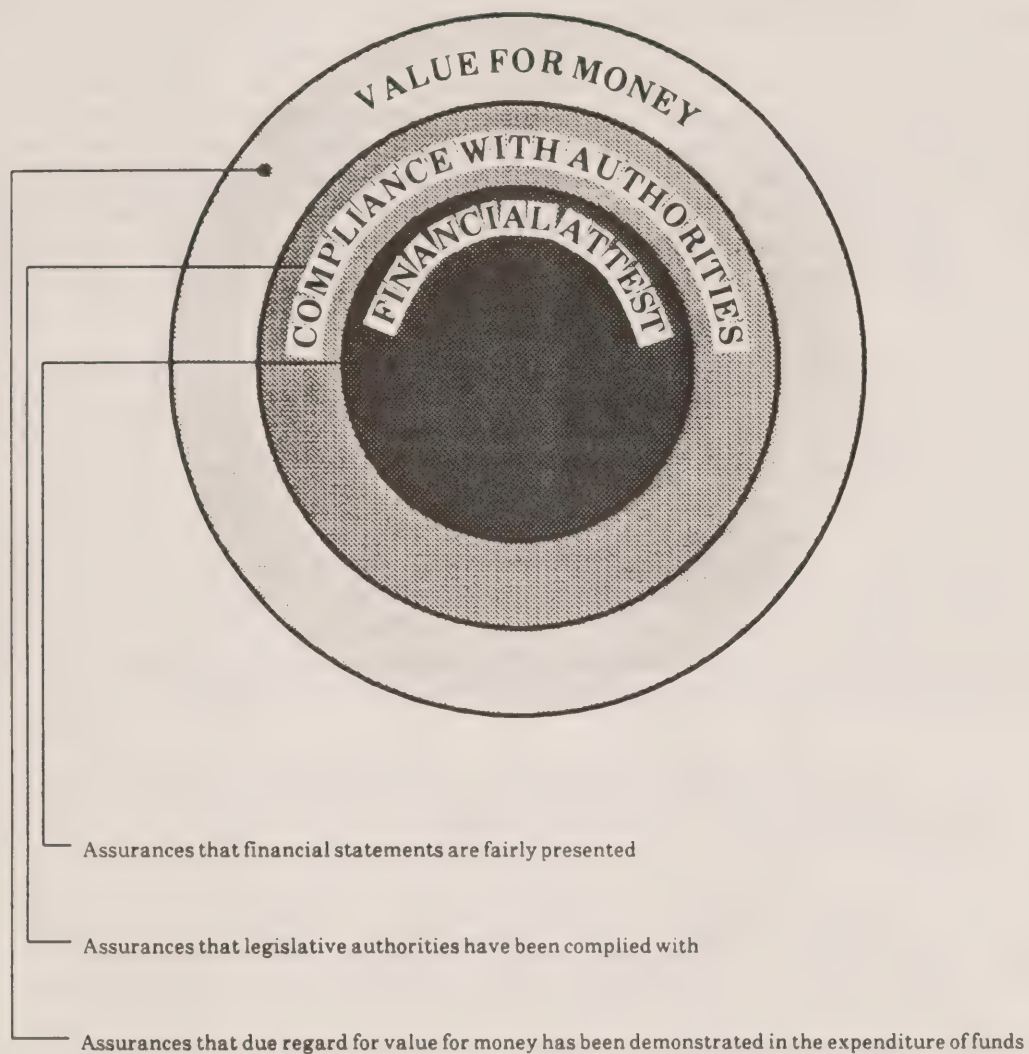 VALUE FOR MONEY
COMPLIANCE WITH AUTHORITIES
FINANCIAL ATTEST
Assurances that financial statements are fairly presented
Assurances that legislative authorities have been complied with
Assurances that due regard for value for money has been demonstrated in the expenditure of funds